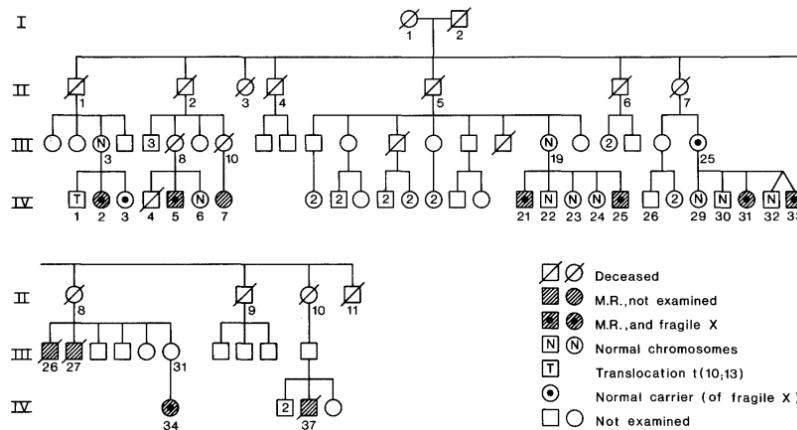 I
1 2
II
1 2 3 4 5 6 7
III N 3 N 2
3 8 10 19 25
IV T N 2 2 2 2 2 N N N 2 N N N
1 2 3 4 5 6 7 21 22 23 24 25 26 29 30 31 32 33
II
8 9 10 11
III
26 27 31
IV 2
34 37
Deceased
M.R., not examined
M.R., and fragile X
N N Normal chromosomes
T Translocation t(10;13)
Normal carrier (of fragile X)
Not examined